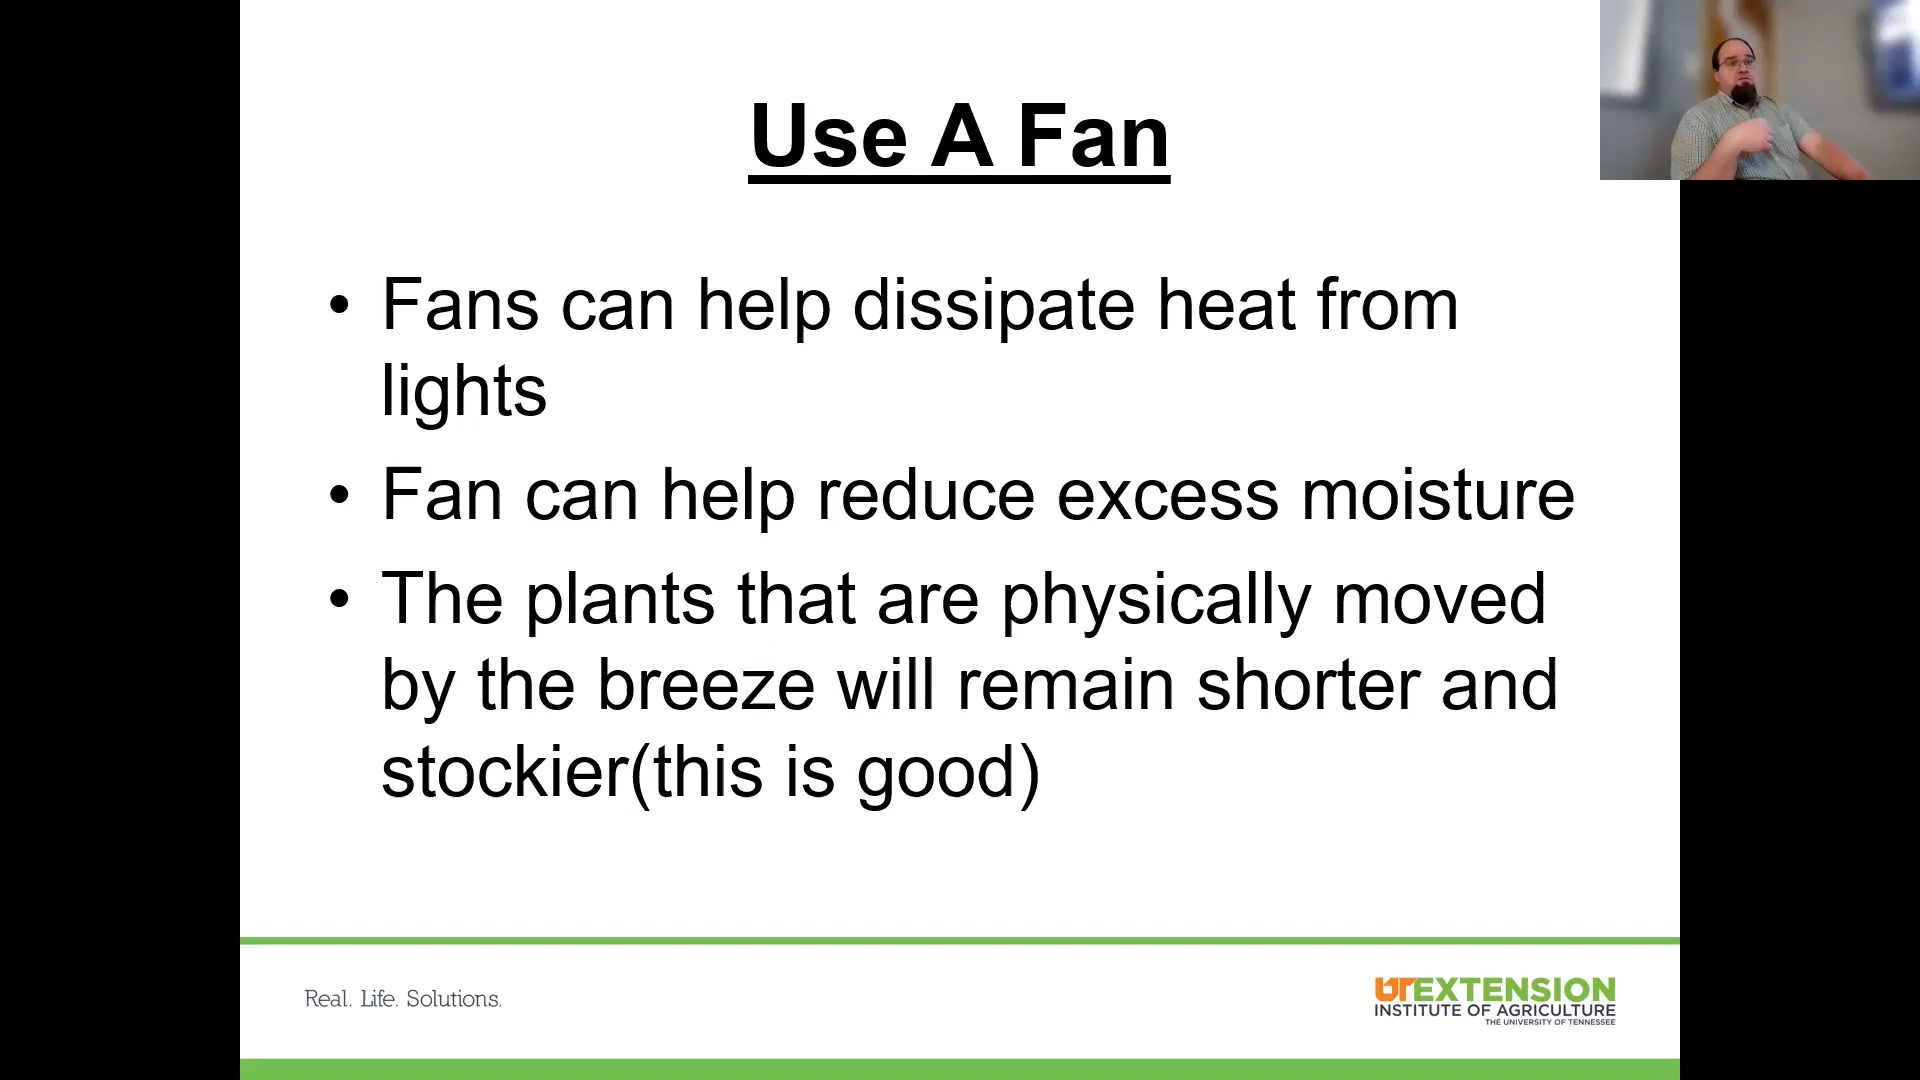 Use A Fan
• Fans can help dissipate heat from
lights
• Fan can help reduce excess moisture
• The plants that are physically moved
by the breeze will remain shorter and
stockier(this is good)
Real. Life. Solutions.
UTEXTENSION
INSTITUTE OF AGRICULTURE
THE UNIVERSITY OF TENNESSEE